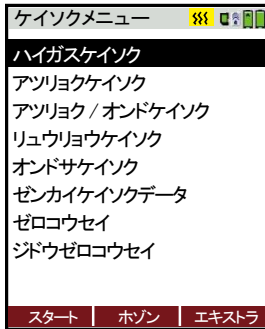 ケイソクメニュー
ハイガスケイソク
アツリョクケイソク
アツリョク / オンドケイソク
リュウリョウケイソク
オンドサケイソク
ゼンカイケイソクデータ
ゼロコウセイ
ジドウゼロコウセイ
スタート ホゾン エキストラ